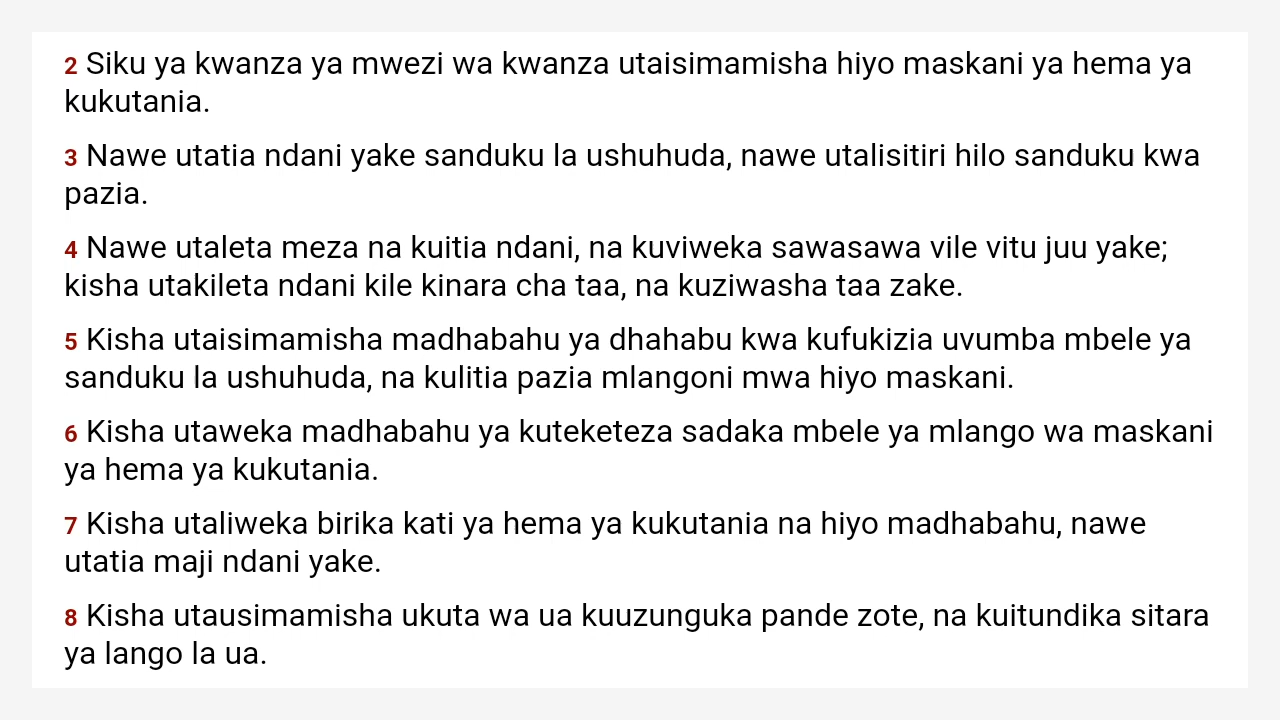 2 Siku ya kwanza ya mwezi wa kwanza utaisimamisha hiyo maskani ya hema ya
kukutania.
3 Nawe utatia ndani yake sanduku la ushuhuda, nawe utalisitiri hilo sanduku kwa
pazia.
4 Nawe utaleta meza na kuitia ndani, na kuviweka sawasawa vile vitu juu yake;
kisha utakileta ndani kile kinara cha taa, na kuziwasha taa zake.
5 Kisha utaisimamisha madhabahu ya dhahabu kwa kufukizia uvumba mbele ya
sanduku la ushuhuda, na kulitia pazia mlangoni mwa hiyo maskani.
6 Kisha utaweka madhabahu ya kuteketeza sadaka mbele ya mlango wa maskani
ya hema ya kukutania.
7 Kisha utaliweka birika kati ya hema ya kukutania na hiyo madhabahu, nawe
utatia maji ndani yake.
8 Kisha utausimamisha ukuta wa ua kuuzunguka pande zote, na kuitundika sitara
ya lango la ua.